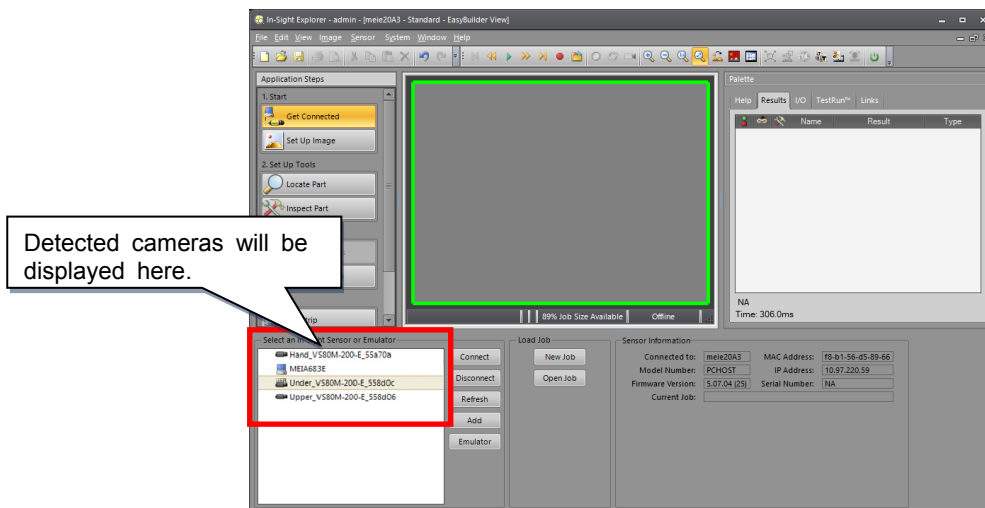 In-Sight Explorer - admin - [meie20A3 - Standard - EasyBuilder View]
File Edit View Image Sensor System Window Help
Application Steps
1. Start
Get Connected
Set Up Image
2. Set Up Tools
Locate Part
Inspect Part
Detected cameras will be
displayed here.
89% Job Size Available Offline
Palette
Help Results I/O TestRun™ Links
Name Result Type
NA
Time: 306.0ms
Select an In-Sight Sensor or Emulator
Hand_VS80M-200-E_55a70a
MEIA683E
Under_VS80M-200-E_558d0c
Upper_VS80M-200-E_558d06
Connect
Disconnect
Refresh
Add
Emulator
Load Job
New Job
Open Job
Sensor Information
Connected to: meie20A3 MAC Address: f8-b1-56-d5-89-66
Model Number: PCHOST IP Address: 10.97.220.59
Firmware Version: 5.07.04 (25) Serial Number: NA
Current Job: